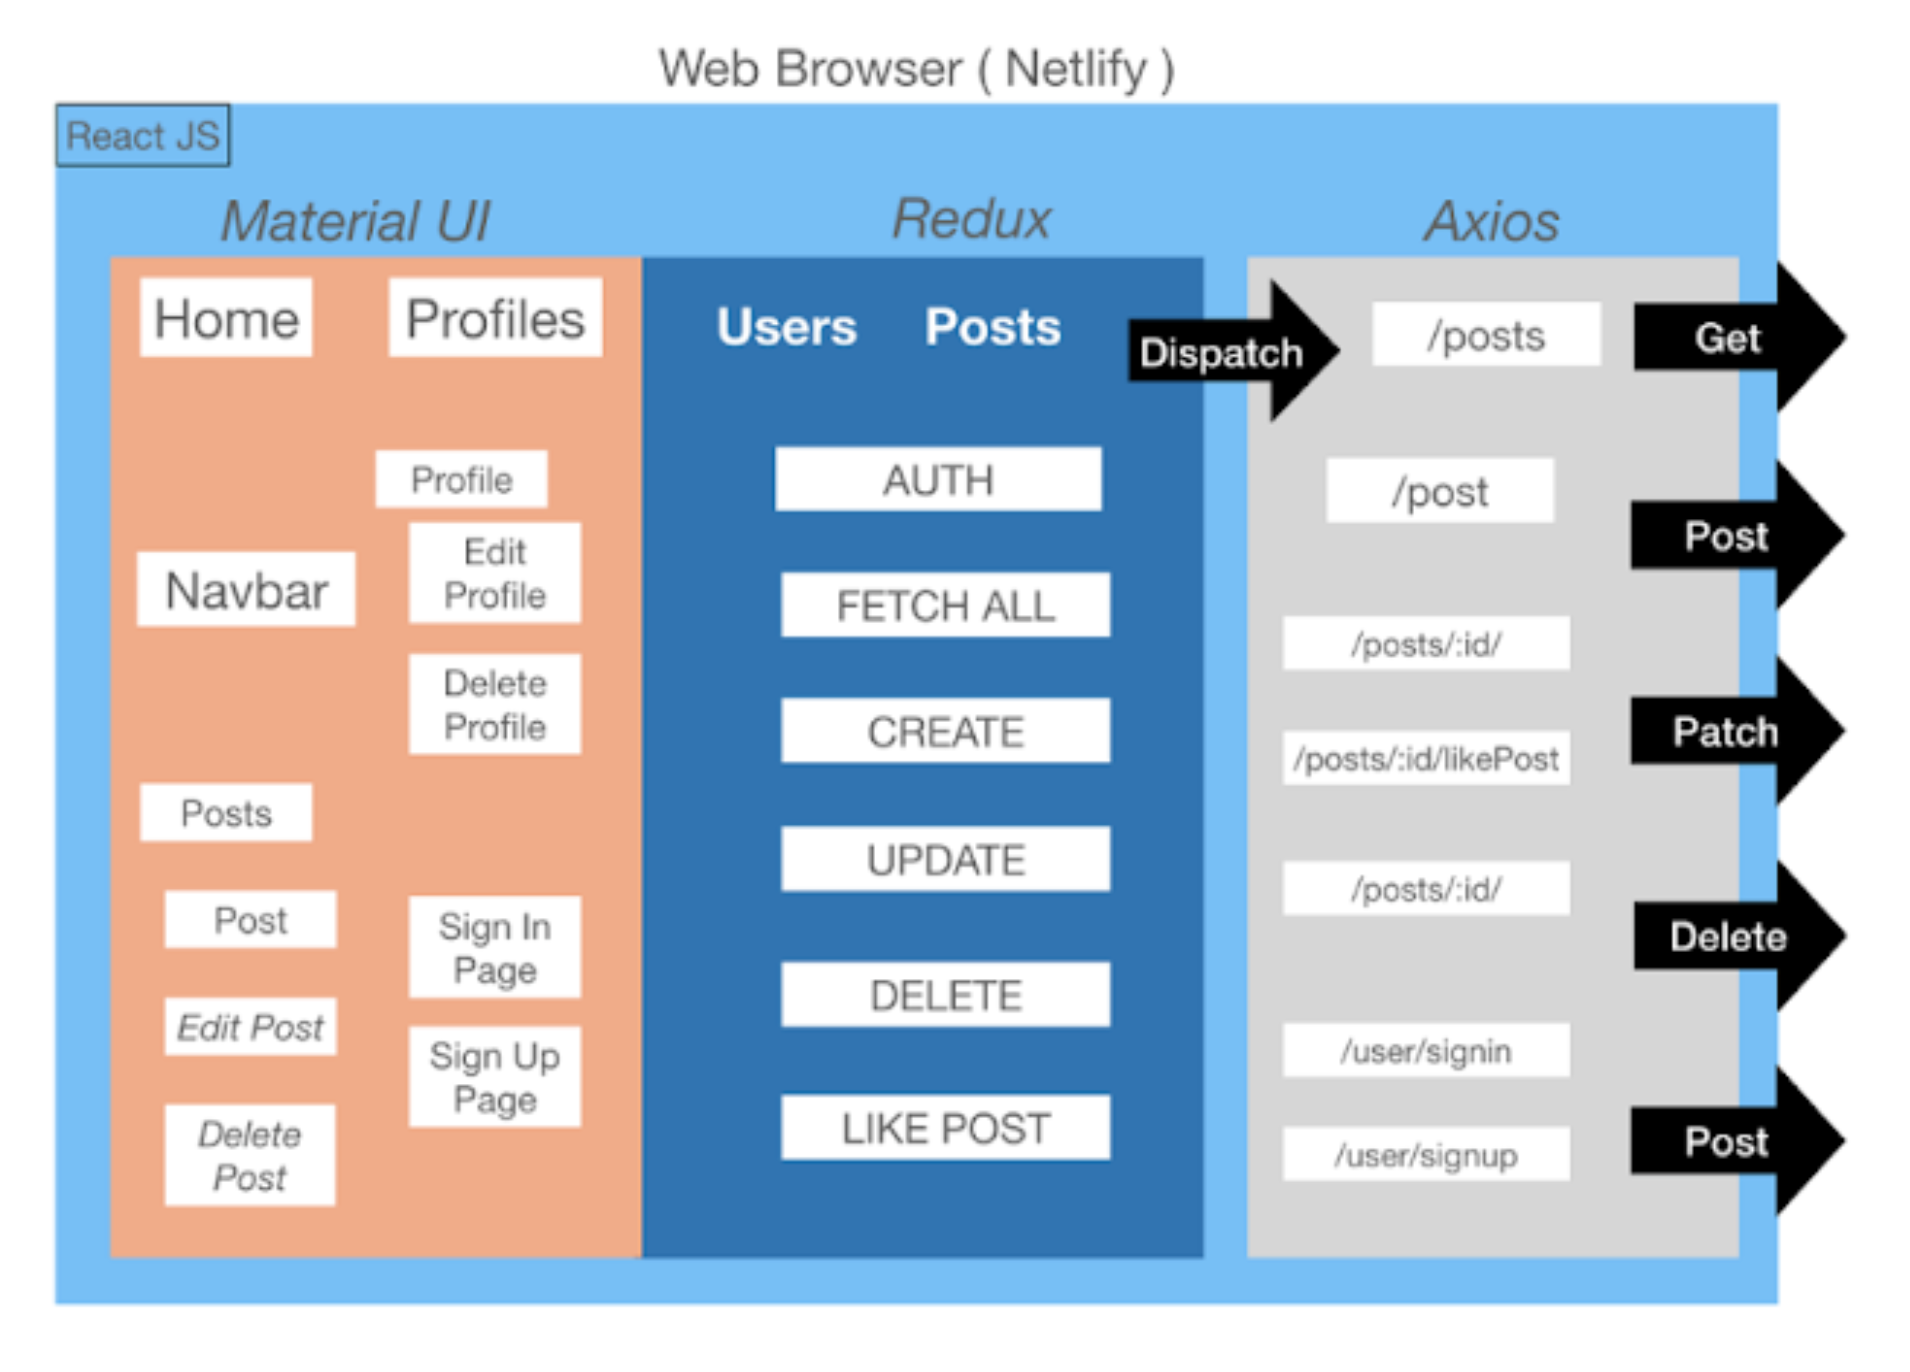 Web Browser ( Netlify )
React JS
Material UI
Home
Profiles
Profile
Edit
Profile
Navbar
Delete
Profile
Posts
Post
Sign In
Page
Edit Post
Sign Up
Page
Delete
Post
Redux
Users
Posts
AUTH
FETCH ALL
CREATE
UPDATE
DELETE
LIKE POST
Dispatch
Axios
/posts
Get
/post
Post
/posts/:id/
Patch
/posts/:id/likePost
/posts/:id/
Delete
/user/signin
/user/signup
Post